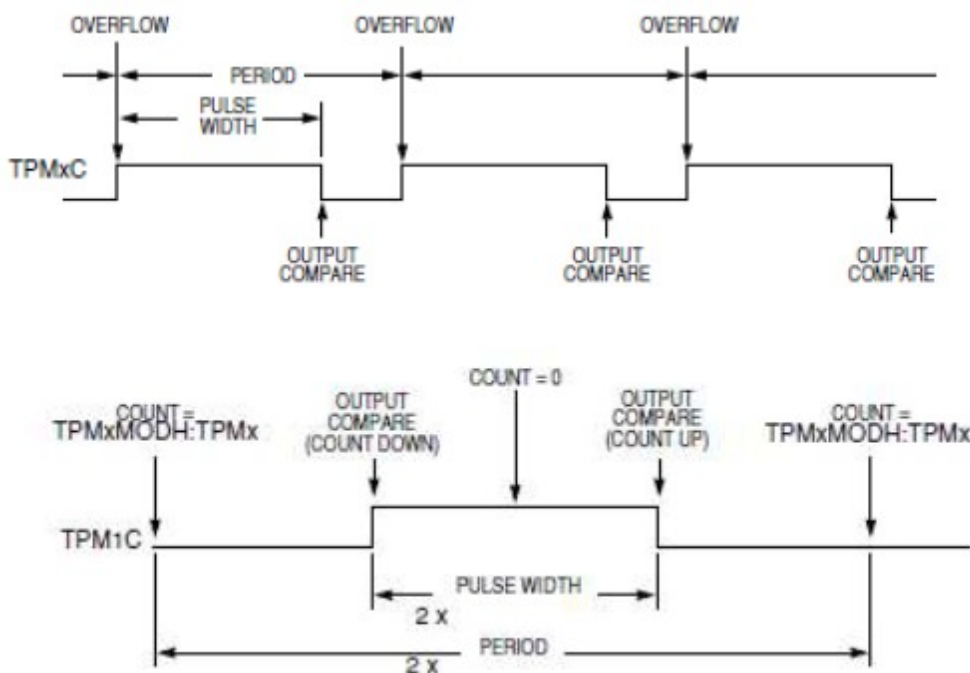 OVERFLOW OVERFLOW OVERFLOW
PERIOD
PULSE
WIDTH
TPMxC
OUTPUT
COMPARE
OUTPUT
COMPARE
OUTPUT
COMPARE
COUNT = 0
COUNT =
TPMxMODH:TPMx
OUTPUT
COMPARE
(COUNT DOWN)
OUTPUT
COMPARE
(COUNT UP)
COUNT =
TPMxMODH:TPMx
TPM1C
PULSE WIDTH
2 x
PERIOD
2 x